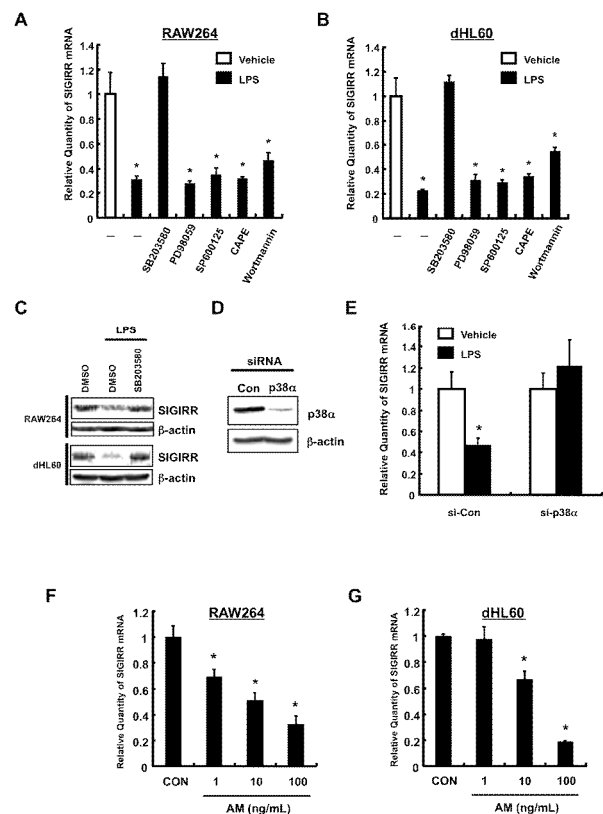 A
RAW264
Relative Quantity of SIGIRR mRNA
1.4
1.2
1
0.8
0.6
0.4
0.2
0
Vehicle
LPS
*
*
*
*
*
–
–
SB203580
PD98059
SP600125
CAPE
Wortmannin
B
dHL60
Relative Quantity of SIGIRR mRNA
1.4
1.2
1
0.8
0.6
0.4
0.2
0
Vehicle
LPS
*
*
*
*
*
–
–
SB203580
PD98059
SP600125
CAPE
Wortmannin
C
LPS
DMSO
DMSO
SB203580
RAW264
SIGIRR
β-actin
dHL60
SIGIRR
β-actin
D
siRNA
Con p38α
p38α
β-actin
E
Relative Quantity of SIGIRR mRNA
1.6
1.4
1.2
1
0.8
0.6
0.4
0.2
0
Vehicle
LPS
*
si-Con
si-p38α
F
RAW264
Relative Quantity of SIGIRR mRNA
1.2
1
0.8
0.6
0.4
0.2
0
*
*
*
CON
1
10
100
AM (ng/mL)
G
dHL60
Relative Quantity of SIGIRR mRNA
1.2
1
0.8
0.6
0.4
0.2
0
*
*
CON
1
10
100
AM (ng/mL)